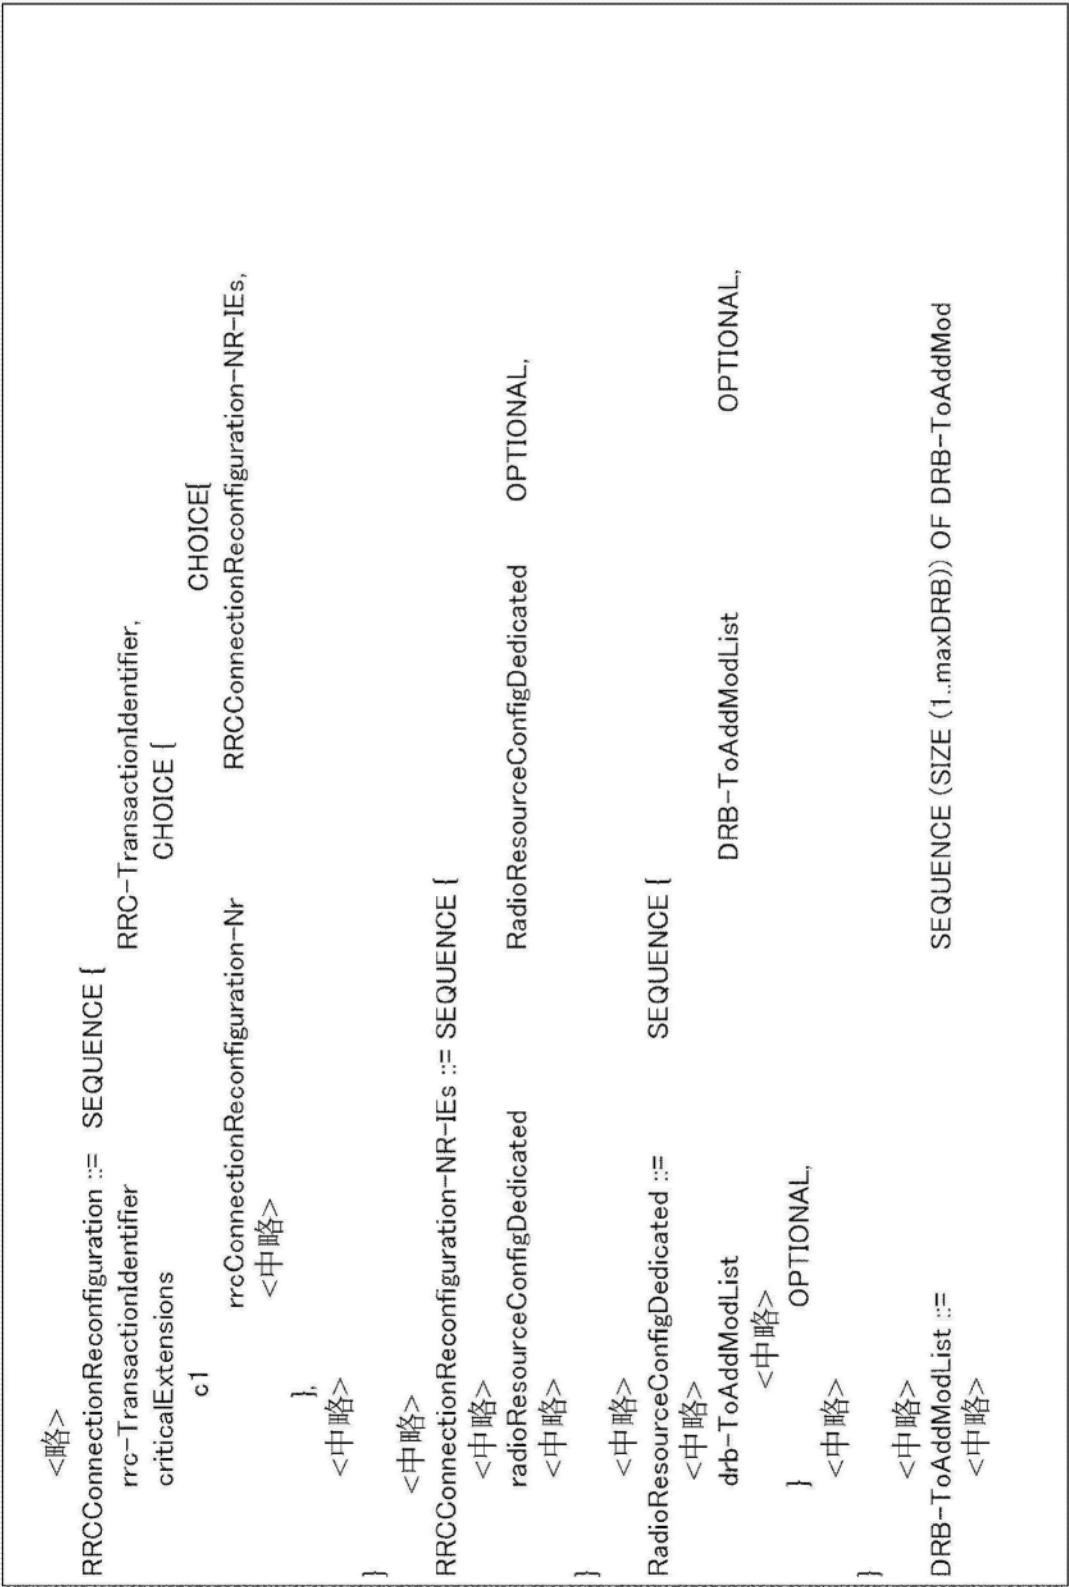 <略>
RRCConnectionReconfiguration ::= SEQUENCE {
rrc-TransactionIdentifier RRC-TransactionIdentifier,
criticalExtensions CHOICE {
c1 CHOICE{
rrcConnectionReconfiguration-Nr RRCConnectionReconfiguration-NR-IEs,
<中略>
},
<中略>
}
<中略>
RRCConnectionReconfiguration-NR-IEs ::= SEQUENCE {
<中略>
radioResourceConfigDedicated RadioResourceConfigDedicated OPTIONAL,
<中略>
}
<中略>
RadioResourceConfigDedicated ::= SEQUENCE {
<中略>
drb-ToAddModList DRB-ToAddModList OPTIONAL,
<中略>
} OPTIONAL,
<中略>
}
<中略>
DRB-ToAddModList ::= SEQUENCE (SIZE (1..maxDRB)) OF DRB-ToAddMod
<中略>